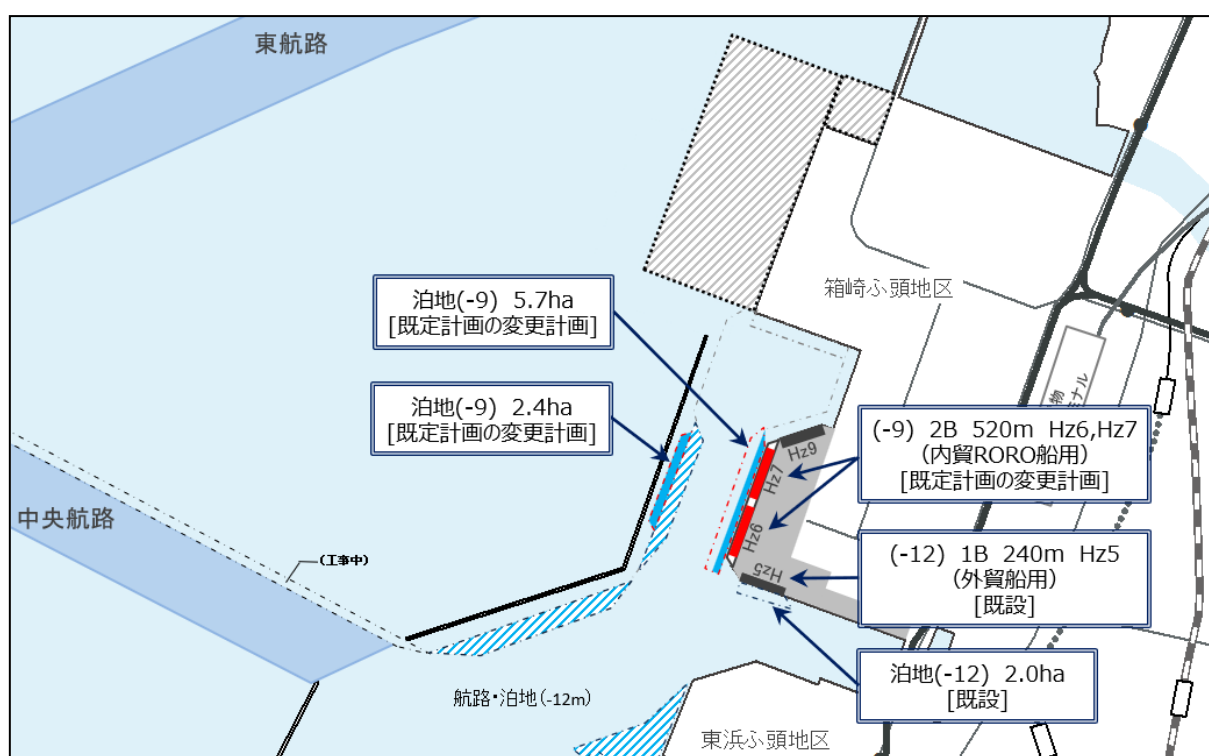 東航路
箱崎ふ頭地区
泊地(-9) 5.7ha
[既定計画の変更計画]
泊地(-9) 2.4ha
[既定計画の変更計画]
物
ミナル
(-9) 2B 520m Hz6,Hz7
（内貿RORO船用）
[既定計画の変更計画]
Hz9
Hz7
Hz6
Hz5
中央航路
(工事中)
(-12) 1B 240m Hz5
（外貿船用）
[既設]
泊地(-12) 2.0ha
[既設]
航路・泊地(-12m)
東浜ふ頭地区